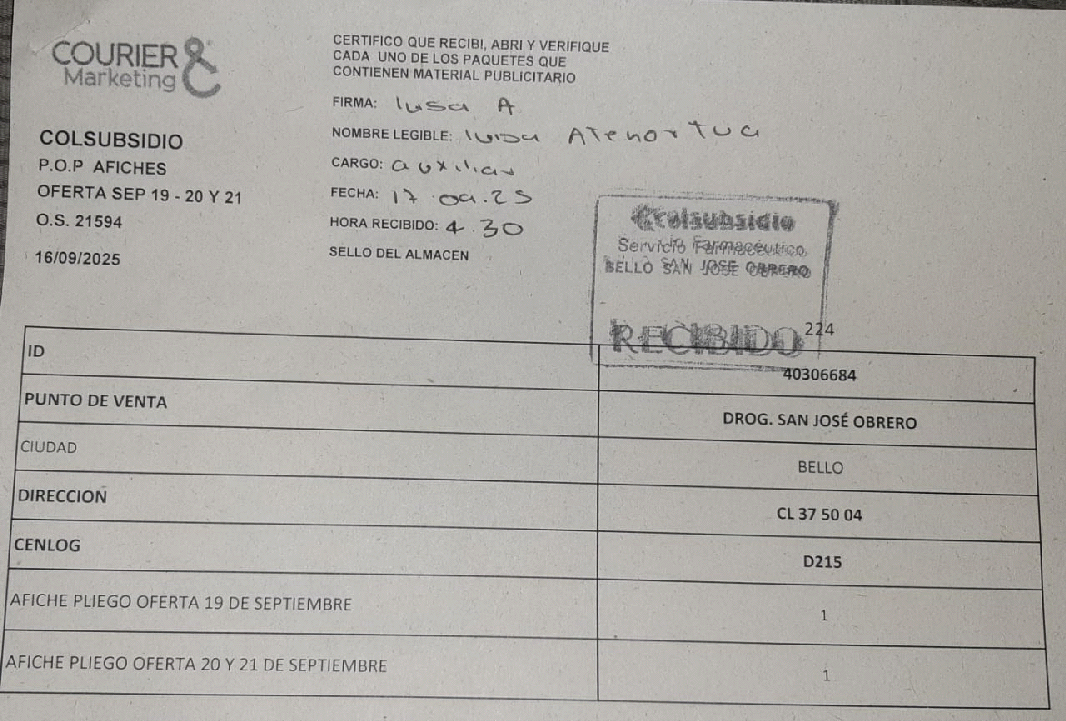 COURIER &
Marketing
COLSUBSIDIO
P.O.P AFICHES
OFERTA SEP 19 - 20 Y 21
O.S. 21594
16/09/2025
CERTIFICO QUE RECIBI, ABRI Y VERIFIQUE
CADA UNO DE LOS PAQUETES QUE
CONTIENEN MATERIAL PUBLICITARIO
FIRMA: luisa A
NOMBRE LEGIBLE: luisa Atehortua
CARGO: auxiliar
FECHA: 17.09.25
HORA RECIBIDO: 4 30
SELLO DEL ALMACEN
Colsubsidio
Servicio Farmacéutico
BELLO SAN JOSE OBRERO
RECIBIDO
224
ID 40306684
PUNTO DE VENTA DROG. SAN JOSÉ OBRERO
CIUDAD BELLO
DIRECCION CL 37 50 04
CENLOG D215
AFICHE PLIEGO OFERTA 19 DE SEPTIEMBRE 1
AFICHE PLIEGO OFERTA 20 Y 21 DE SEPTIEMBRE 1